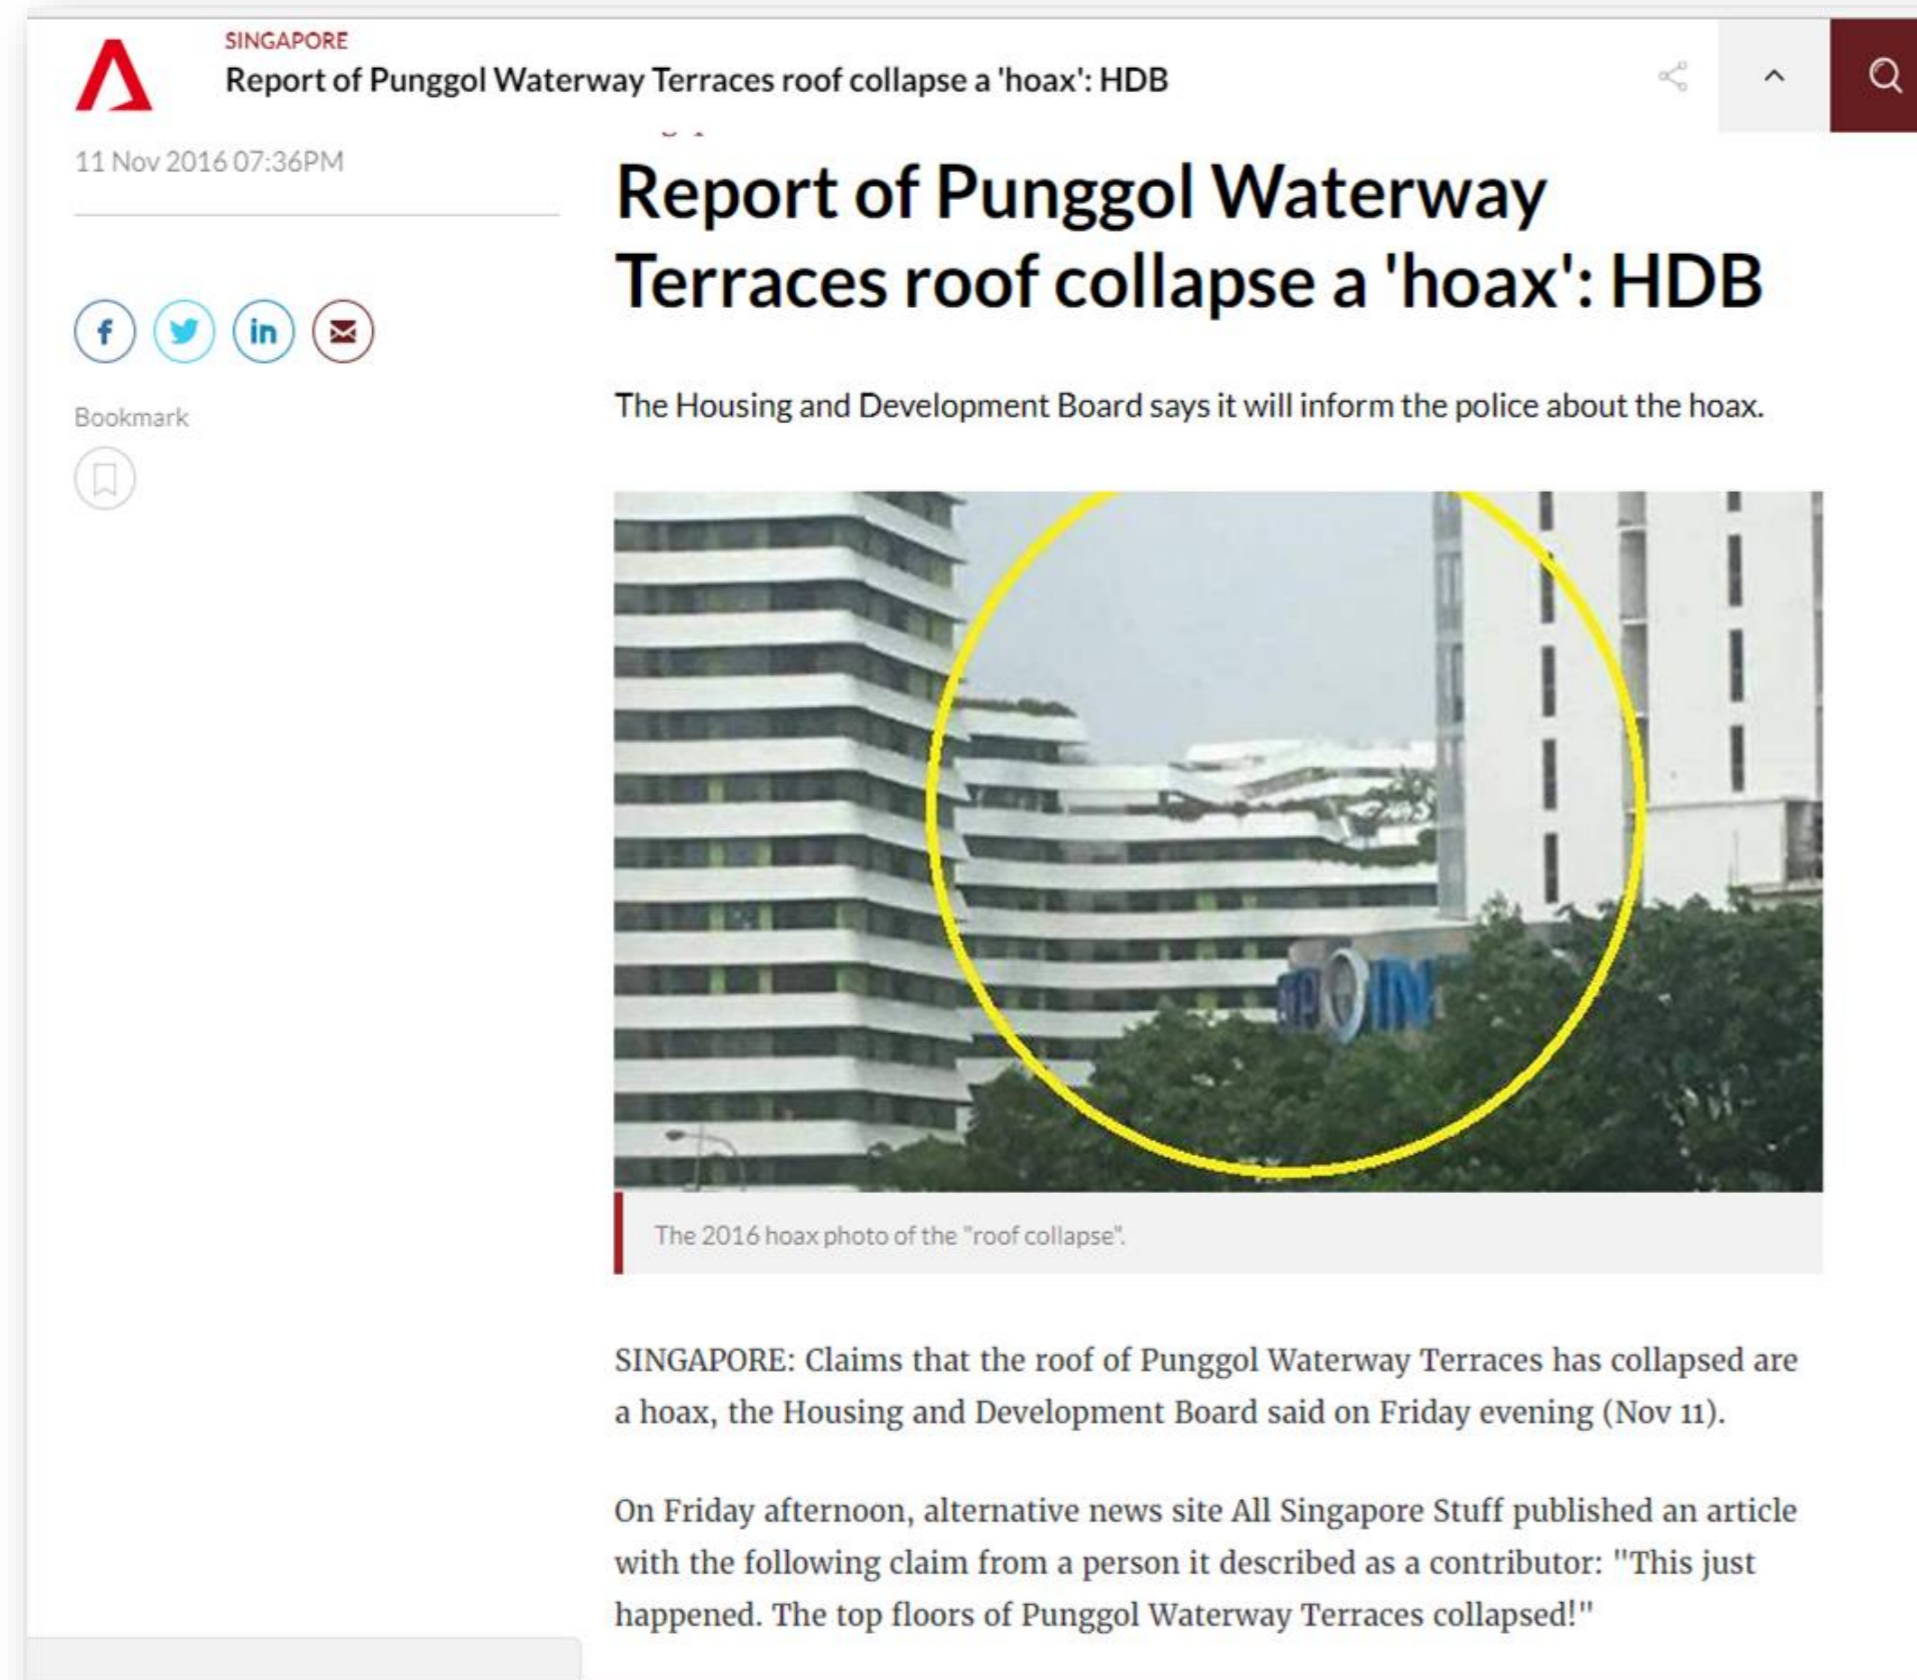 SINGAPORE
Report of Punggol Waterway Terraces roof collapse a 'hoax': HDB
11 Nov 2016 07:36PM
Report of Punggol Waterway
Terraces roof collapse a 'hoax': HDB
Bookmark
The Housing and Development Board says it will inform the police about the hoax.
OIN
The 2016 hoax photo of the "roof collapse".
SINGAPORE: Claims that the roof of Punggol Waterway Terraces has collapsed are
a hoax, the Housing and Development Board said on Friday evening (Nov 11).
On Friday afternoon, alternative news site All Singapore Stuff published an article
with the following claim from a person it described as a contributor: "This just
happened. The top floors of Punggol Waterway Terraces collapsed!"